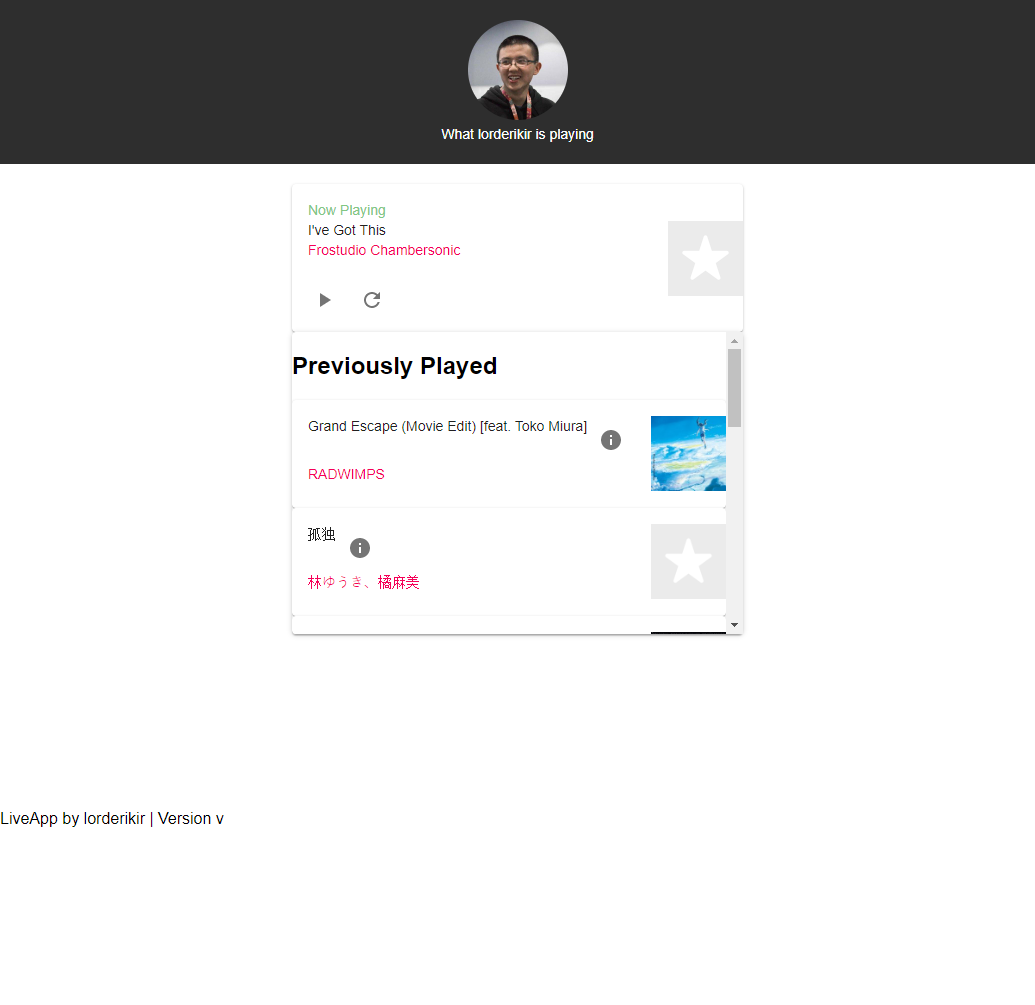 What lorderikir is playing
Now Playing
I've Got This
Frostudio Chambersonic
Previously Played
Grand Escape (Movie Edit) [feat. Toko Miura]
RADWIMPS
孤独
林ゆうき、橘麻美
LiveApp by lorderikir | Version v